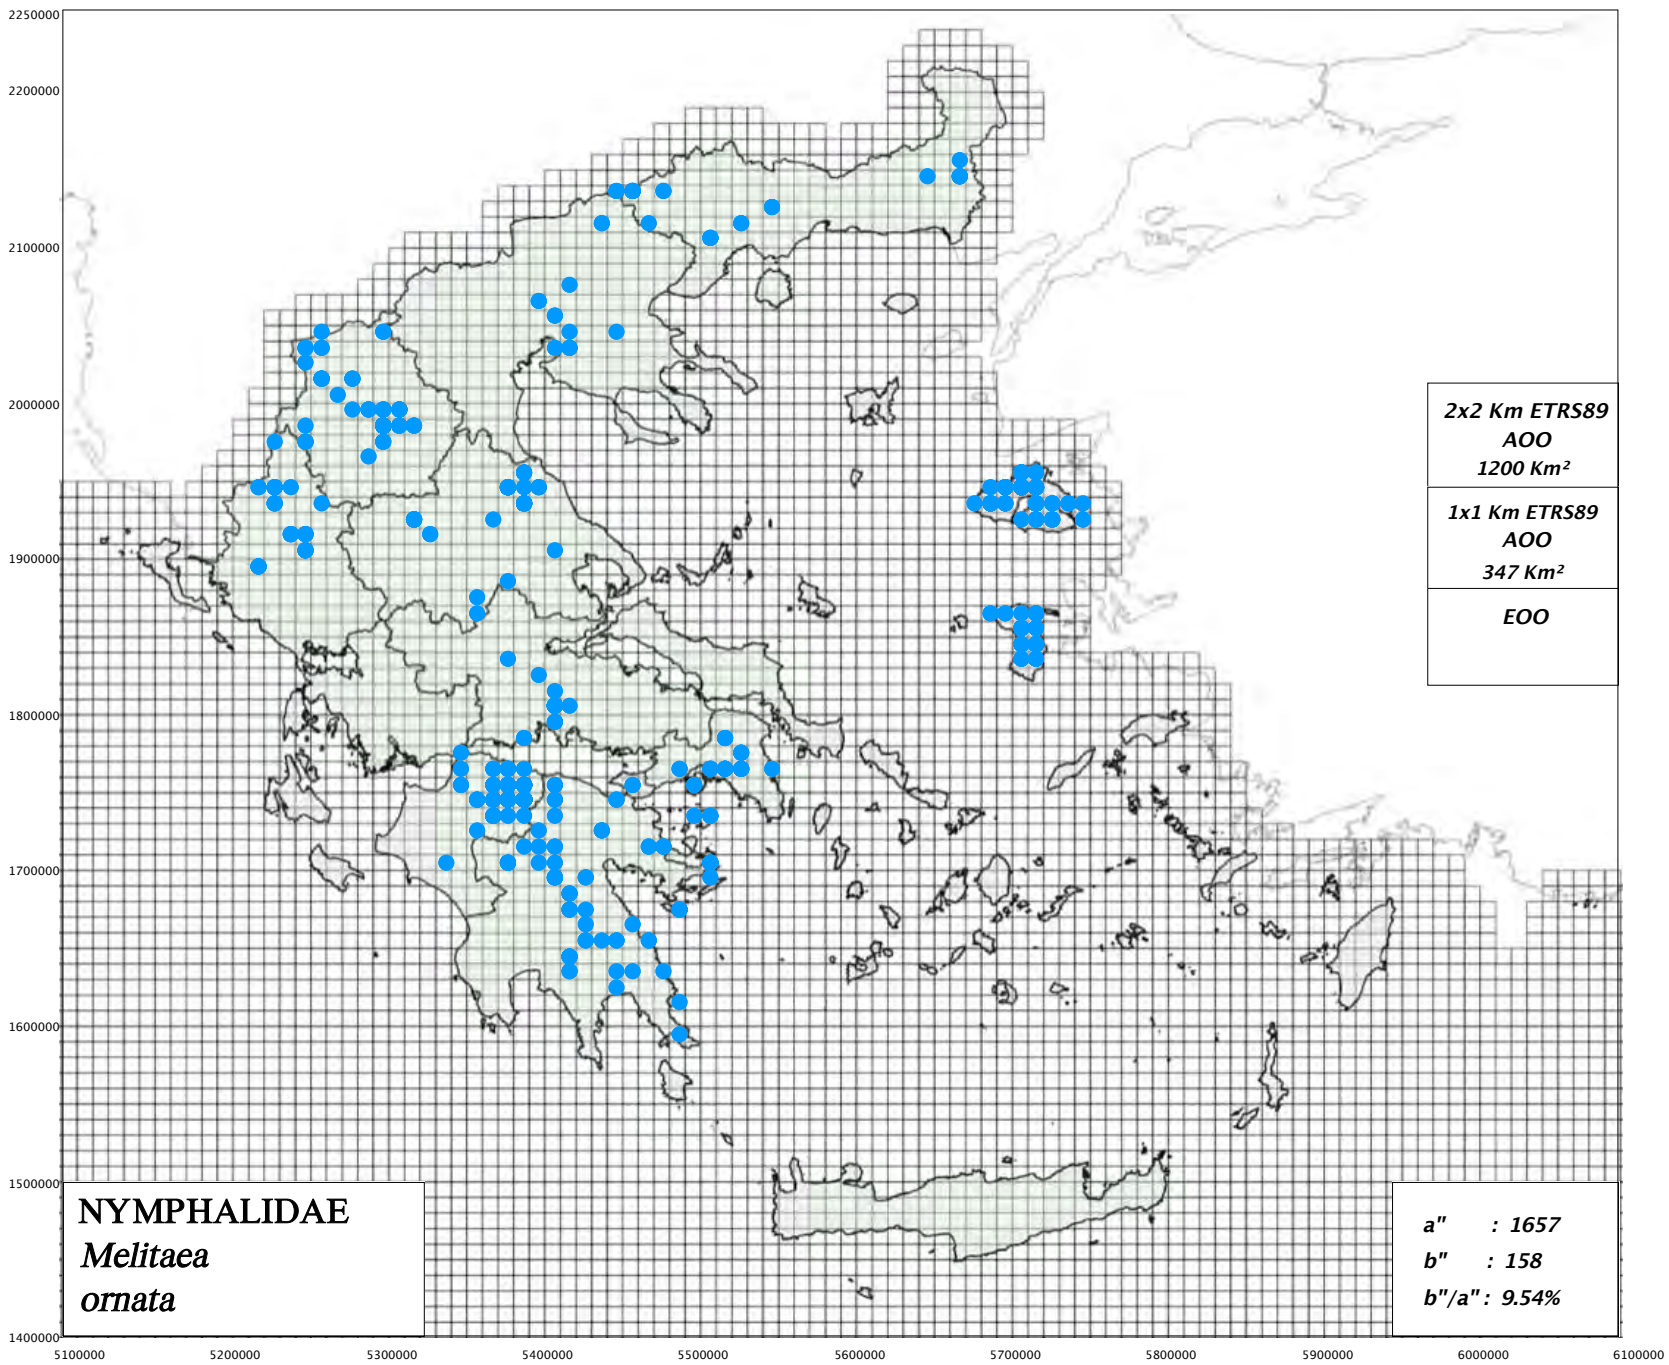 2250000
2200000
2100000
2000000
1900000
1800000
1700000
1600000
1500000
1400000
2x2 Km ETRS89
AOO
1200 Km²
1x1 Km ETRS89
AOO
347 Km²
EOO
NYMPHALIDAE
Melitaea
ornata
a" : 1657
b" : 158
b"/a" : 9.54%
5100000 5200000 5300000 5400000 5500000 5600000 5700000 5800000 5900000 6000000 6100000